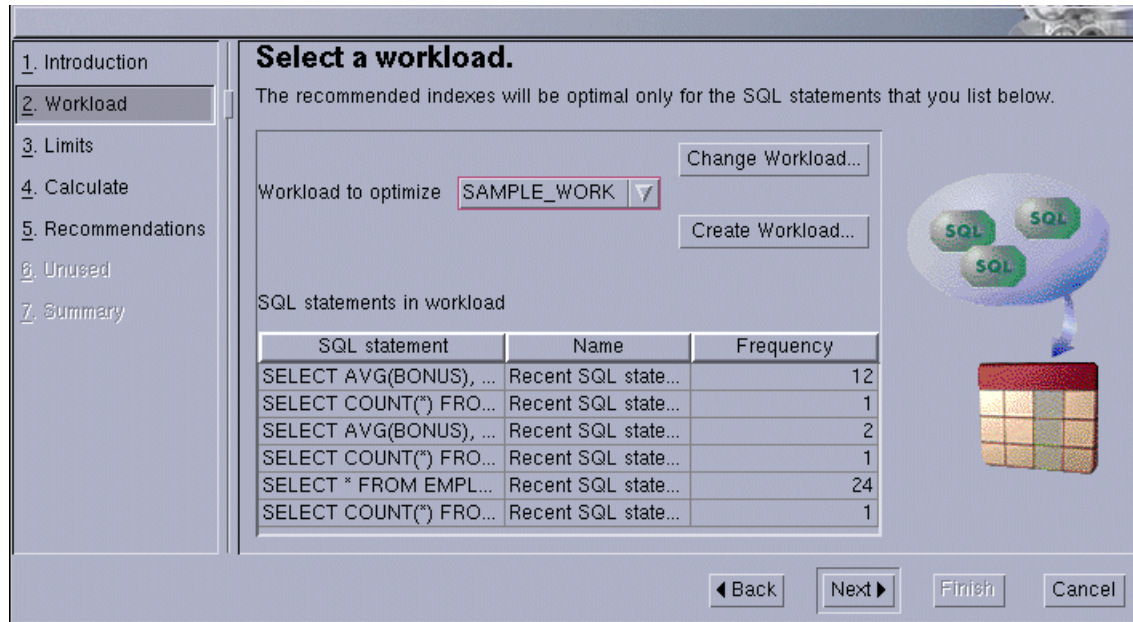 1. Introduction
2. Workload
3. Limits
4. Calculate
5. Recommendations
6. Unused
7. Summary
Select a workload.
The recommended indexes will be optimal only for the SQL statements that you list below.
Change Workload...
Workload to optimize SAMPLE_WORK
Create Workload...
SQL statements in workload
SQL statement Name Frequency
SELECT AVG(BONUS), ... Recent SQL state... 12
SELECT COUNT(*) FRO... Recent SQL state... 1
SELECT AVG(BONUS), ... Recent SQL state... 2
SELECT COUNT(*) FRO... Recent SQL state... 1
SELECT * FROM EMPL... Recent SQL state... 24
SELECT COUNT(*) FRO... Recent SQL state... 1
SQL
SQL
SQL
Back Next Finish Cancel